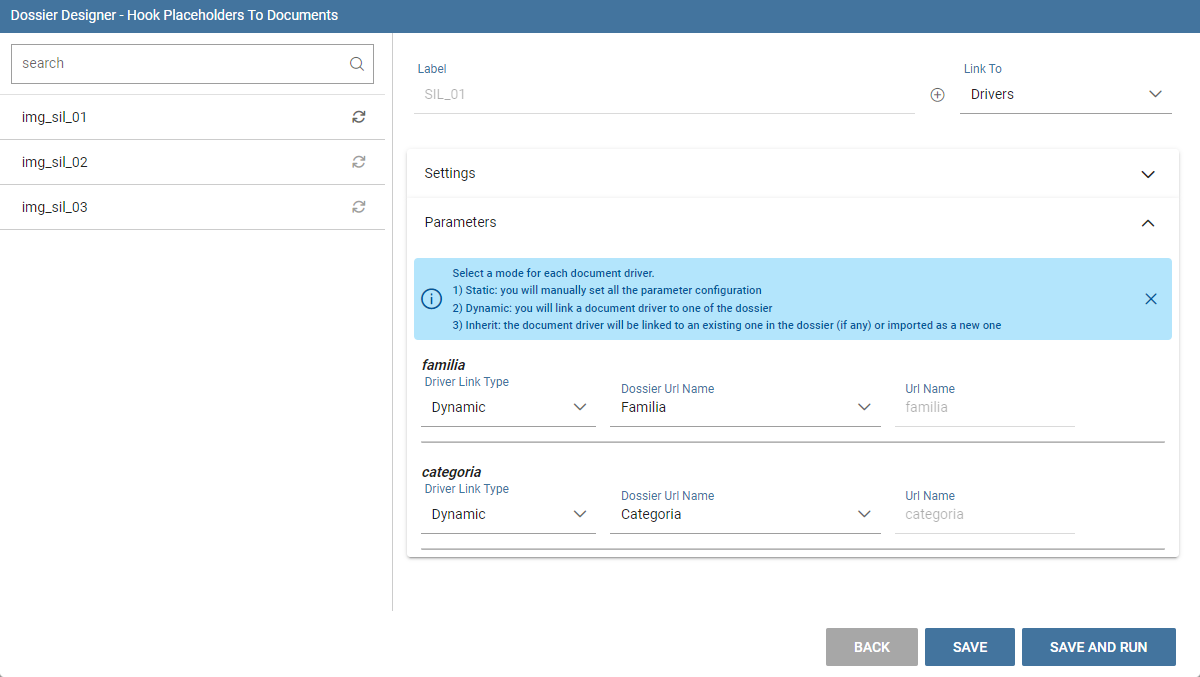 Dossier Designer - Hook Placeholders To Documents
search
img_sil_01
img_sil_02
img_sil_03
Label
SIL_01
Link To
Drivers
Settings
Parameters
Select a mode for each document driver.
1) Static: you will manually set all the parameter configuration
2) Dynamic: you will link a document driver to one of the dossier
3) Inherit: the document driver will be linked to an existing one in the dossier (if any) or imported as a new one
familia
Driver Link Type
Dynamic
Dossier Url Name
Familia
Url Name
familia
categoria
Driver Link Type
Dynamic
Dossier Url Name
Categoria
Url Name
categoria
BACK
SAVE
SAVE AND RUN